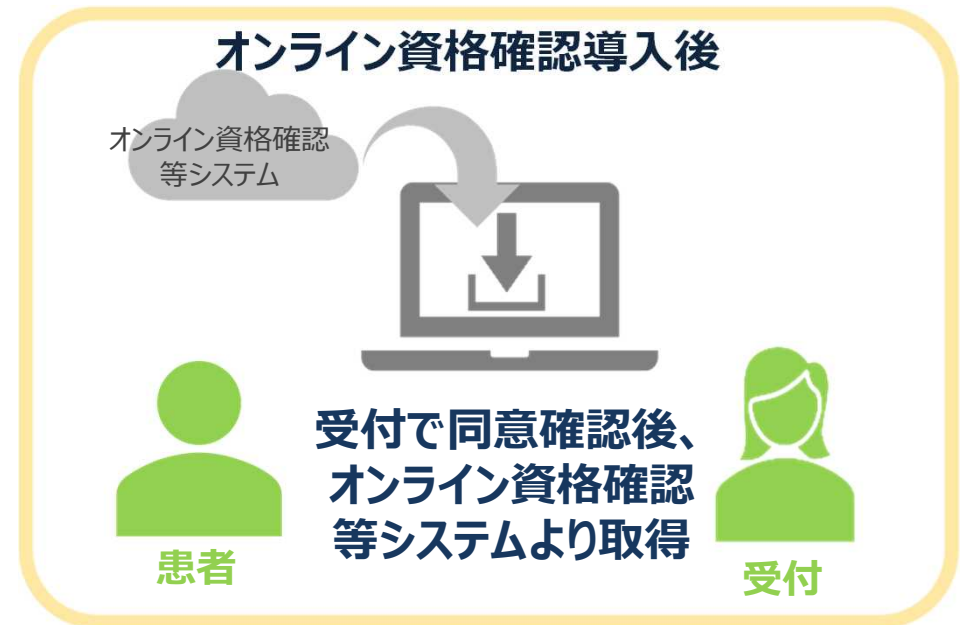 オンライン資格確認導入後
オンライン資格確認
等システム
受付で同意確認後、
オンライン資格確認
等システムより取得
患者
受付